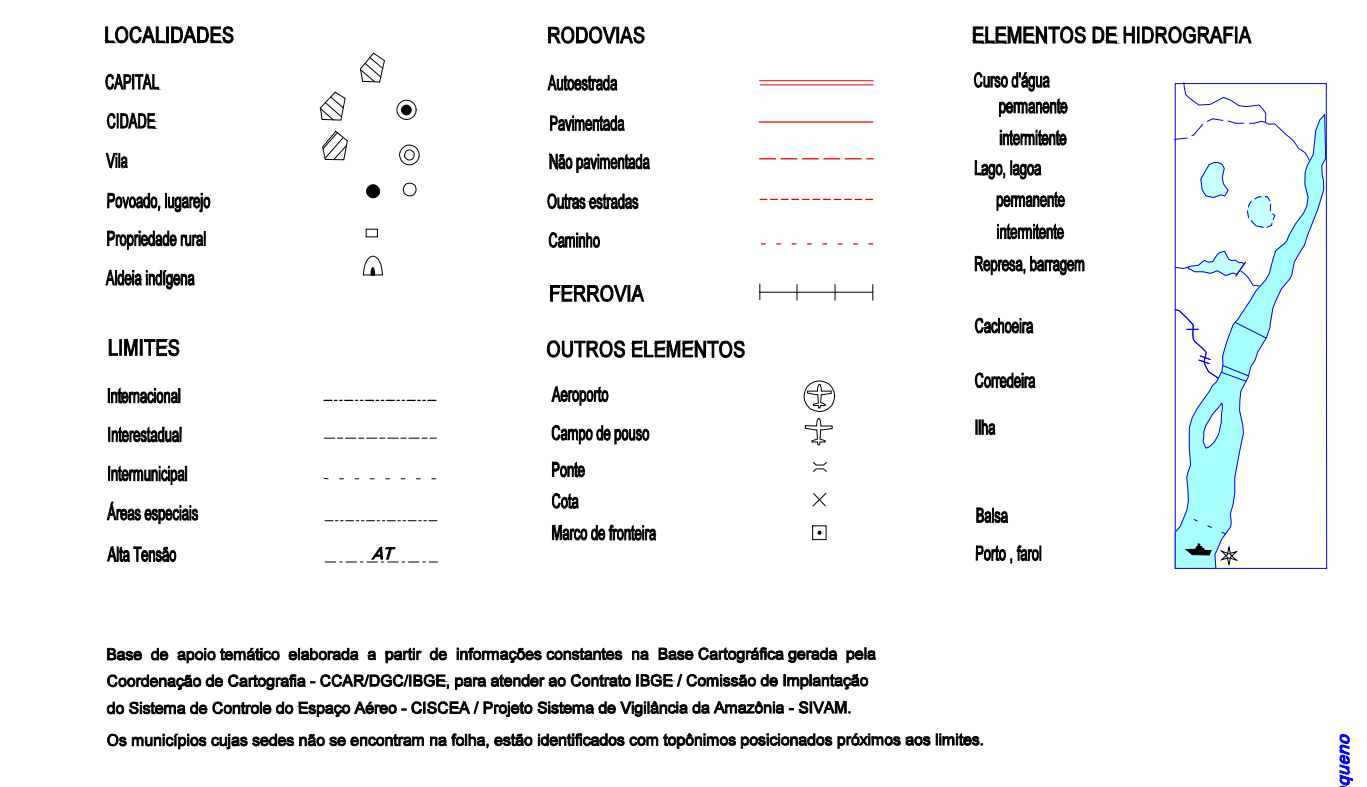 LOCALIDADES
CAPITAL
CIDADE
Vila
Povoado, lugarejo
Propriedade rural
Aldeia indígena
LIMITES
Internacional
Interestadual
Intermunicipal
Áreas especiais
Alta Tensão
AT
RODOVIAS
Autoestrada
Pavimentada
Não pavimentada
Outras estradas
Caminho
FERROVIA
OUTROS ELEMENTOS
Aeroporto
Campo de pouso
Ponte
Cota
Marco de fronteira
ELEMENTOS DE HIDROGRAFIA
Curso d'água
permanente
intermitente
Lago, lagoa
permanente
intermitente
Represa, barragem
Cachoeira
Corredeira
Ilha
Balsa
Porto , farol
Base de apoio temático elaborada a partir de informações constantes na Base Cartográfica gerada pela
Coordenação de Cartografia - CCAR/DGC/IBGE, para atender ao Contrato IBGE / Comissão de Implantação
do Sistema de Controle do Espaço Aéreo - CISCEA / Projeto Sistema de Vigilância da Amazônia - SIVAM.
Os municípios cujas sedes não se encontram na folha, estão identificados com topônimos posicionados próximos aos limites.